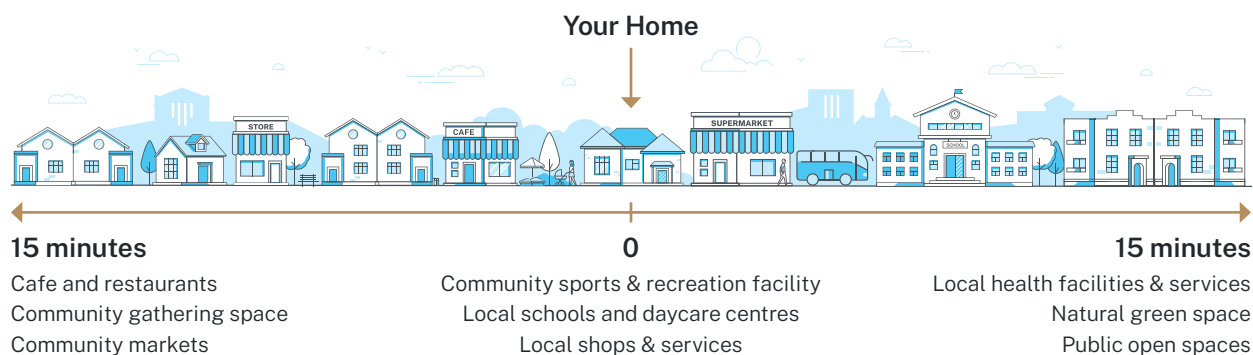 Your Home
STORE
CAFE
SUPERMARKET
SCHOOL
15 minutes
0
15 minutes
Cafe and restaurants
Community sports & recreation facility
Local health facilities & services
Community gathering space
Local schools and daycare centres
Natural green space
Community markets
Local shops & services
Public open spaces